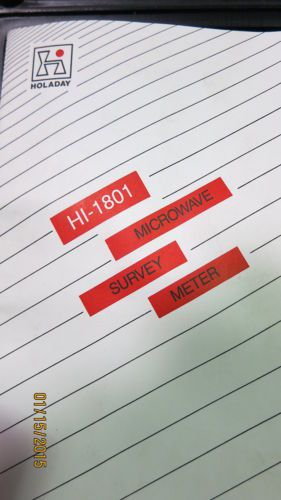 HOLADAY
HI-1801
MICROWAVE
SURVEY
METER
01/15/2015